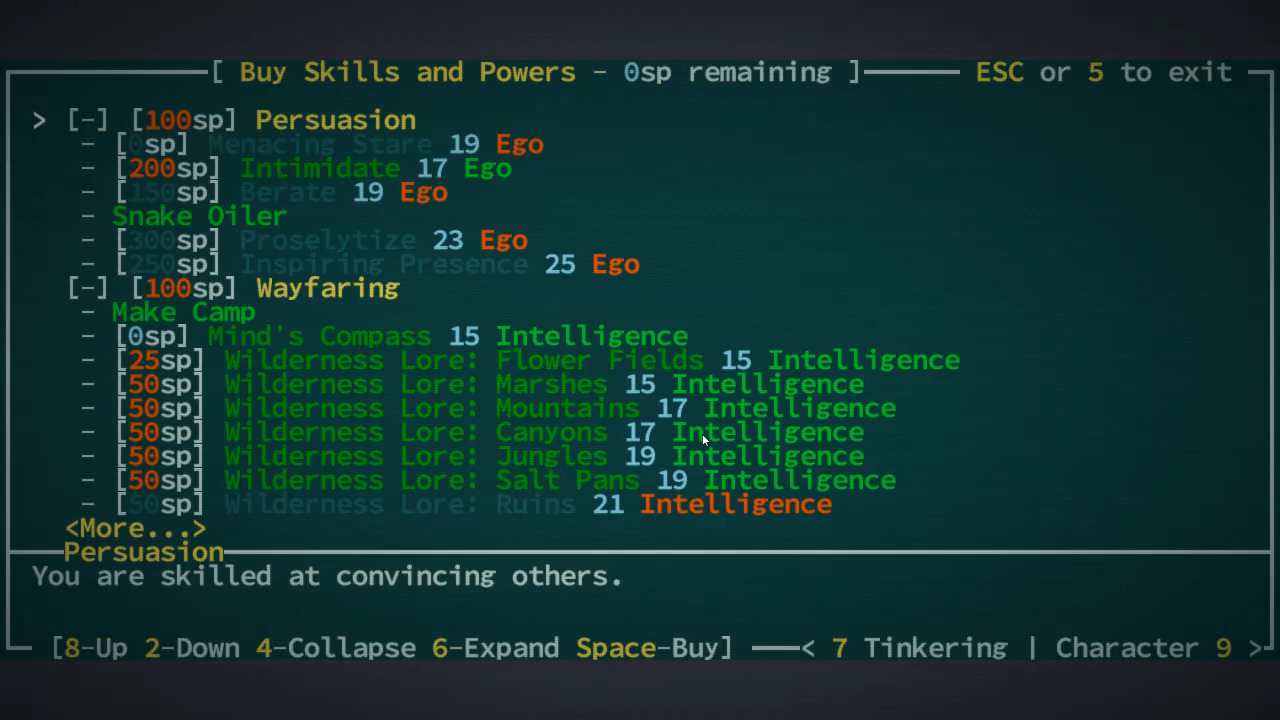 [ Buy Skills and Powers - 0sp remaining ] ESC or 5 to exit
> [-] [100sp] Persuasion
- [0sp] Menacing Stare 19 Ego
- [200sp] Intimidate 17 Ego
- [150sp] Berate 19 Ego
- Snake Oiler
- [300sp] Proselytize 23 Ego
- [250sp] Inspiring Presence 25 Ego
[-] [100sp] Wayfaring
- Make Camp
- [0sp] Mind's Compass 15 Intelligence
- [25sp] Wilderness Lore: Flower Fields 15 Intelligence
- [50sp] Wilderness Lore: Marshes 15 Intelligence
- [50sp] Wilderness Lore: Mountains 17 Intelligence
- [50sp] Wilderness Lore: Canyons 17 Intelligence
- [50sp] Wilderness Lore: Jungles 19 Intelligence
- [50sp] Wilderness Lore: Salt Pans 19 Intelligence
- [50sp] Wilderness Lore: Ruins 21 Intelligence
<More...>
Persuasion
You are skilled at convincing others.
[8-Up 2-Down 4-Collapse 6-Expand Space-Buy] < 7 Tinkering | Character 9 >